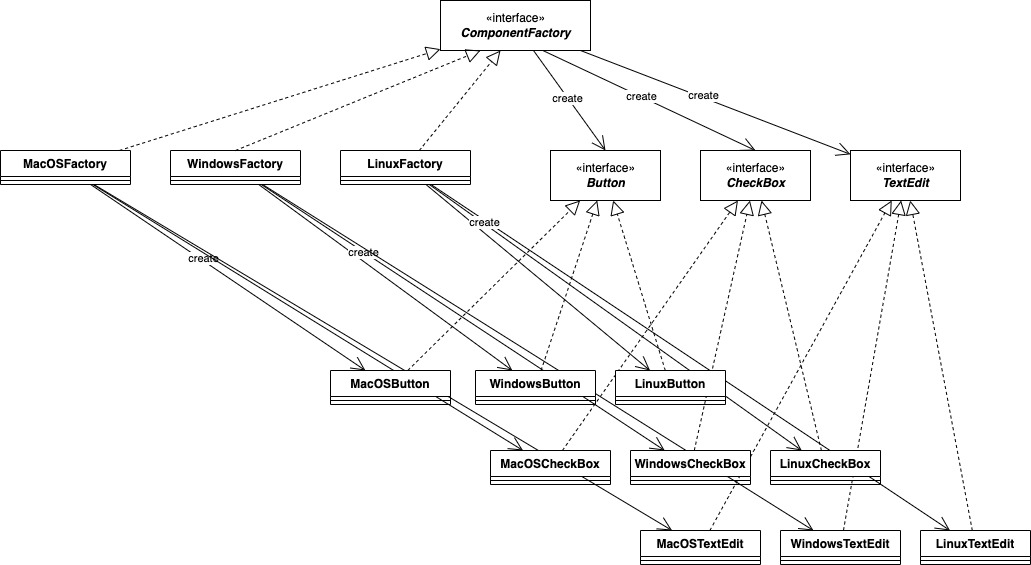 «interface»
ComponentFactory
create
create
create
MacOSFactory
WindowsFactory
LinuxFactory
«interface»
Button
«interface»
CheckBox
«interface»
TextEdit
create
create
create
MacOSButton
WindowsButton
LinuxButton
MacOSCheckBox
WindowsCheckBox
LinuxCheckBox
MacOSTextEdit
WindowsTextEdit
LinuxTextEdit